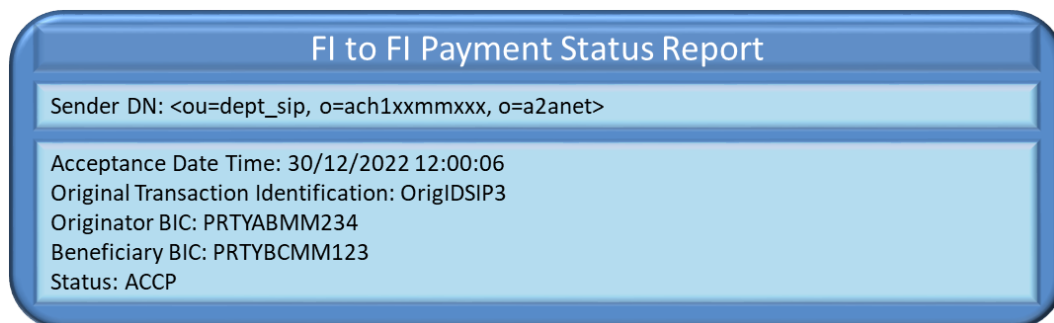 FI to FI Payment Status Report
Sender DN: <ou=dept_sip, o=ach1xxmmxxx, o=a2anet>
Acceptance Date Time: 30/12/2022 12:00:06
Original Transaction Identification: OrigIDSIP3
Originator BIC: PRTYABMM234
Beneficiary BIC: PRTYBCMM123
Status: ACCP